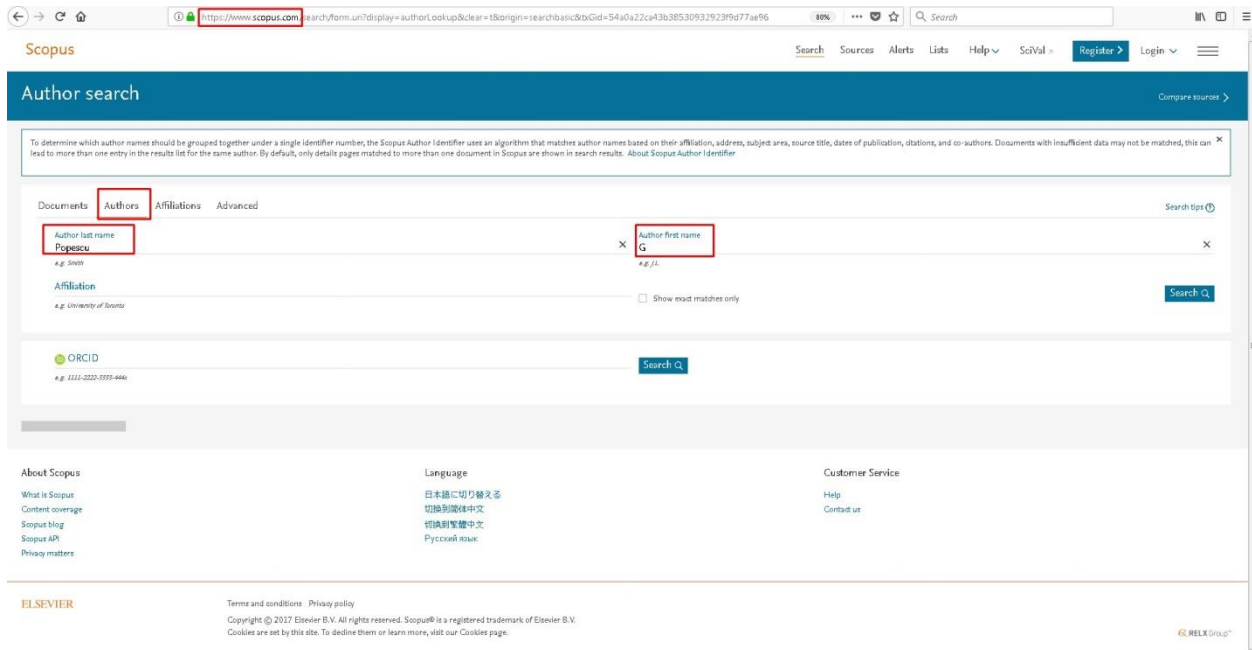 https://www.scopus.com/search/form.uri?display=authorLookup&clear=t&origin=searchbasic&txGid=54a0a22ca43b38530932923f9d77ae96
80%
Search
Scopus
Search Sources Alerts Lists Help SciVal Register Login
Author search
Compare sources
To determine which author names should be grouped together under a single identifier number, the Scopus Author Identifier uses an algorithm that matches author names based on their affiliation, address, subject area, source title, dates of publication, citations, and co-authors. Documents with insufficient data may not be matched, this can
lead to more than one entry in the results list for the same author. By default, only details pages matched to more than one document in Scopus are shown in search results. About Scopus Author Identifier
Documents Authors Affiliations Advanced
Search tips
Author last name
Popescu
e.g. Smith
Author first name
G
e.g. J.L.
Affiliation
e.g. University of Toronto
Show exact matches only
Search
ORCID
e.g. 1111-2222-3333-444x
Search
About Scopus
What is Scopus
Content coverage
Scopus blog
Scopus API
Privacy matters
Language
日本語に切り替える
切换到简体中文
切換到繁體中文
Русский язык
Customer Service
Help
Contact us
ELSEVIER
Terms and conditions Privacy policy
Copyright © 2017 Elsevier B.V. All rights reserved. Scopus® is a registered trademark of Elsevier B.V.
Cookies are set by this site. To decline them or learn more, visit our Cookies page.
RELX Group™